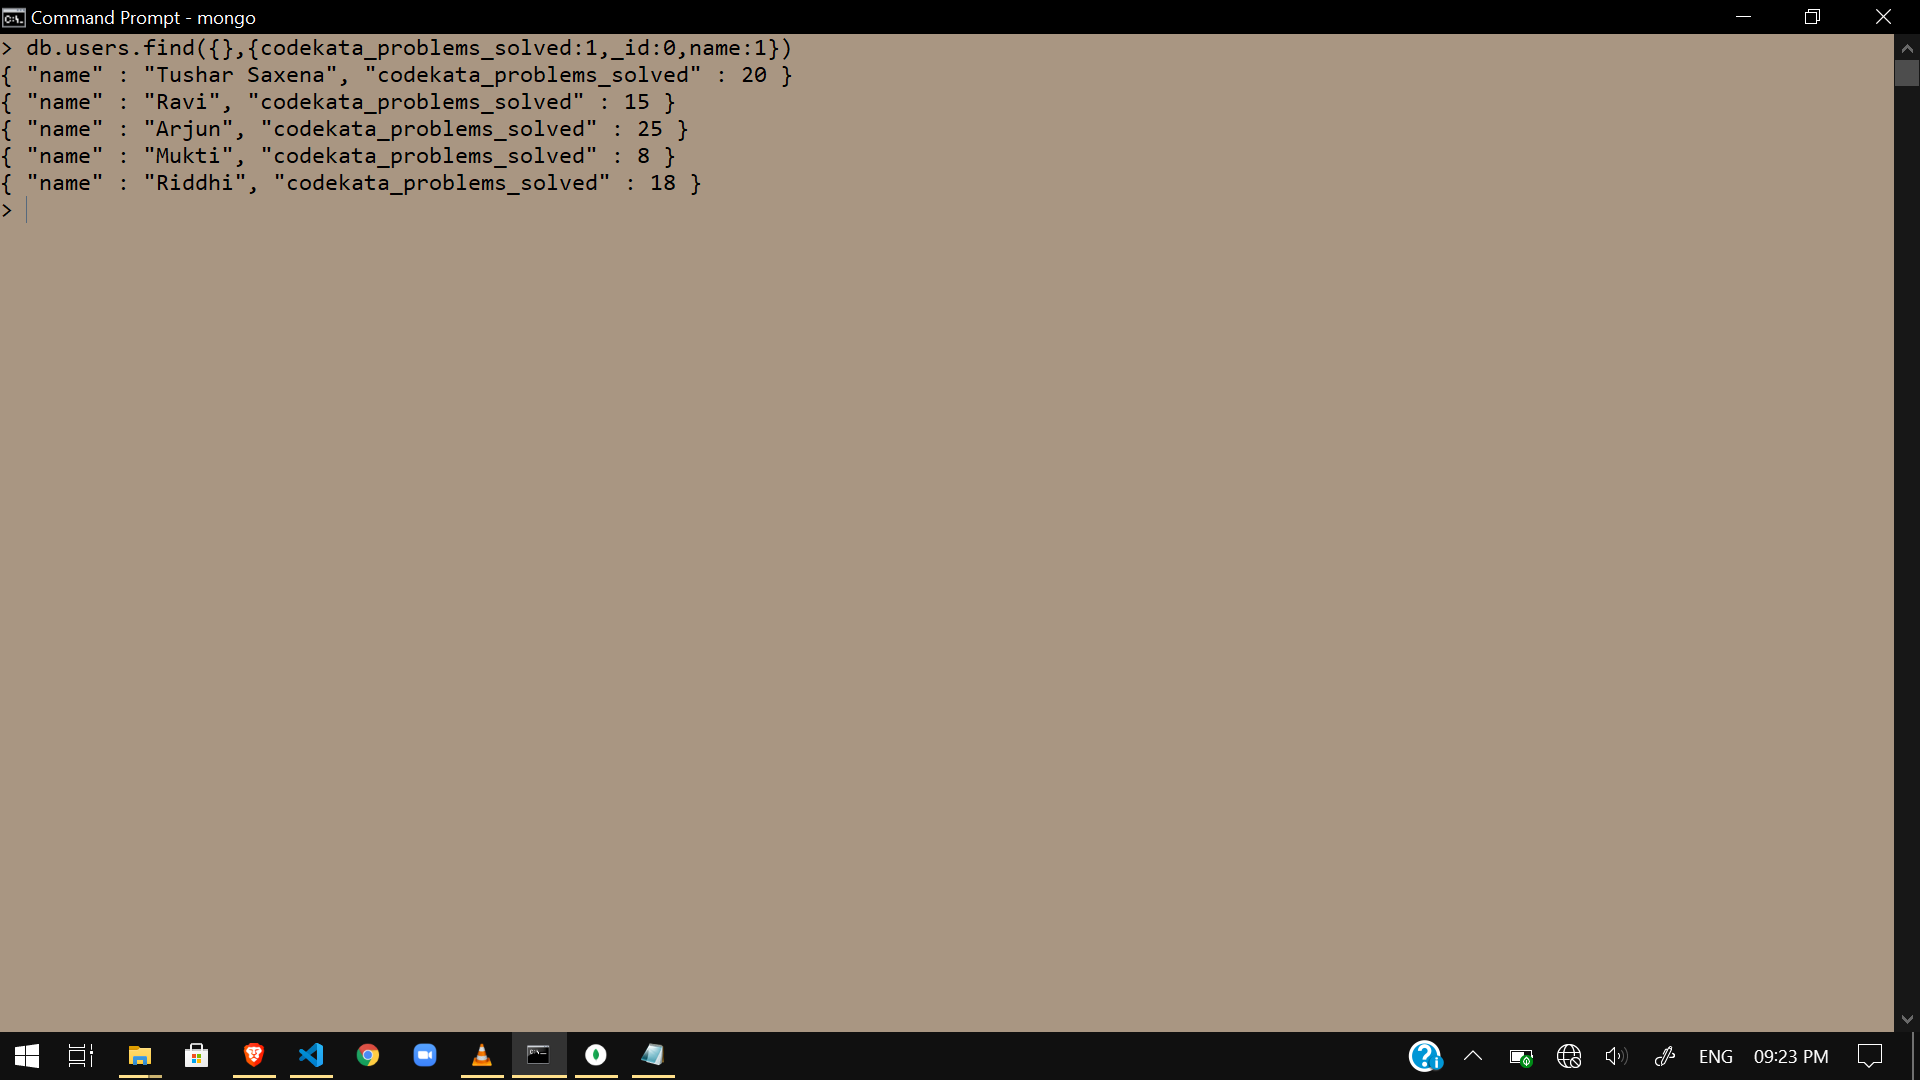 Command Prompt - mongo
> db.users.find({},{codekata_problems_solved:1,_id:0,name:1})
{ "name" : "Tushar Saxena", "codekata_problems_solved" : 20 }
{ "name" : "Ravi", "codekata_problems_solved" : 15 }
{ "name" : "Arjun", "codekata_problems_solved" : 25 }
{ "name" : "Mukti", "codekata_problems_solved" : 8 }
{ "name" : "Riddhi", "codekata_problems_solved" : 18 }
>
ENG 09:23 PM